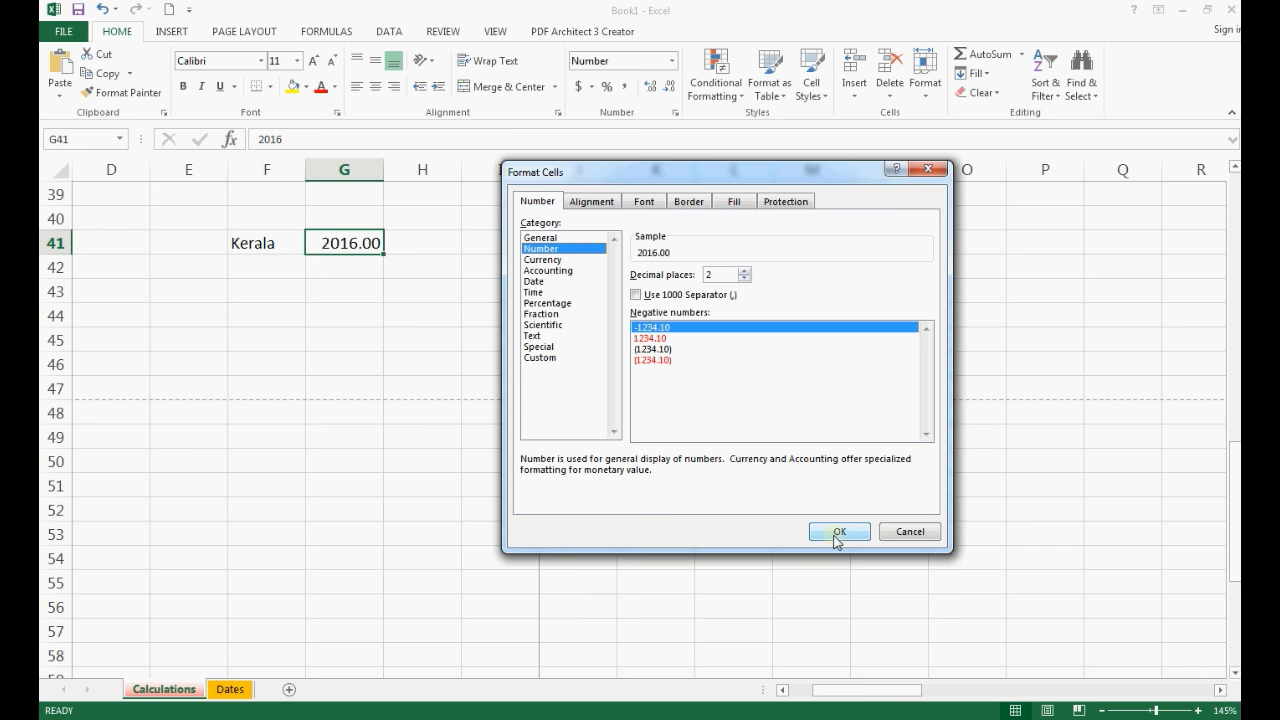 Book1 - Excel
?
FILE HOME INSERT PAGE LAYOUT FORMULAS DATA REVIEW VIEW PDF Architect 3 Creator
Sign in
Paste
Cut
Copy
Format Painter
Clipboard
Calibri 11
B I U
Font
Wrap Text
Merge & Center
Alignment
Number
$ % ,
Number
Conditional Formatting
Format as Table
Cell Styles
Styles
Insert Delete Format
Cells
AutoSum
Fill
Clear
Sort & Filter
Find & Select
Editing
G41 fx 2016
D E F G H O P Q R
39
40
41 Kerala 2016.00
42
43
44
45
46
47
48
49
50
51
52
53
54
55
56
57
58
Format Cells
Number Alignment Font Border Fill Protection
Category:
General
Number
Currency
Accounting
Date
Time
Percentage
Fraction
Scientific
Text
Special
Custom
Sample
2016.00
Decimal places: 2
Use 1000 Separator (,)
Negative numbers:
-1234.10
1234.10
(1234.10)
(1234.10)
Number is used for general display of numbers. Currency and Accounting offer specialized
formatting for monetary value.
OK Cancel
Calculations Dates
READY 145%